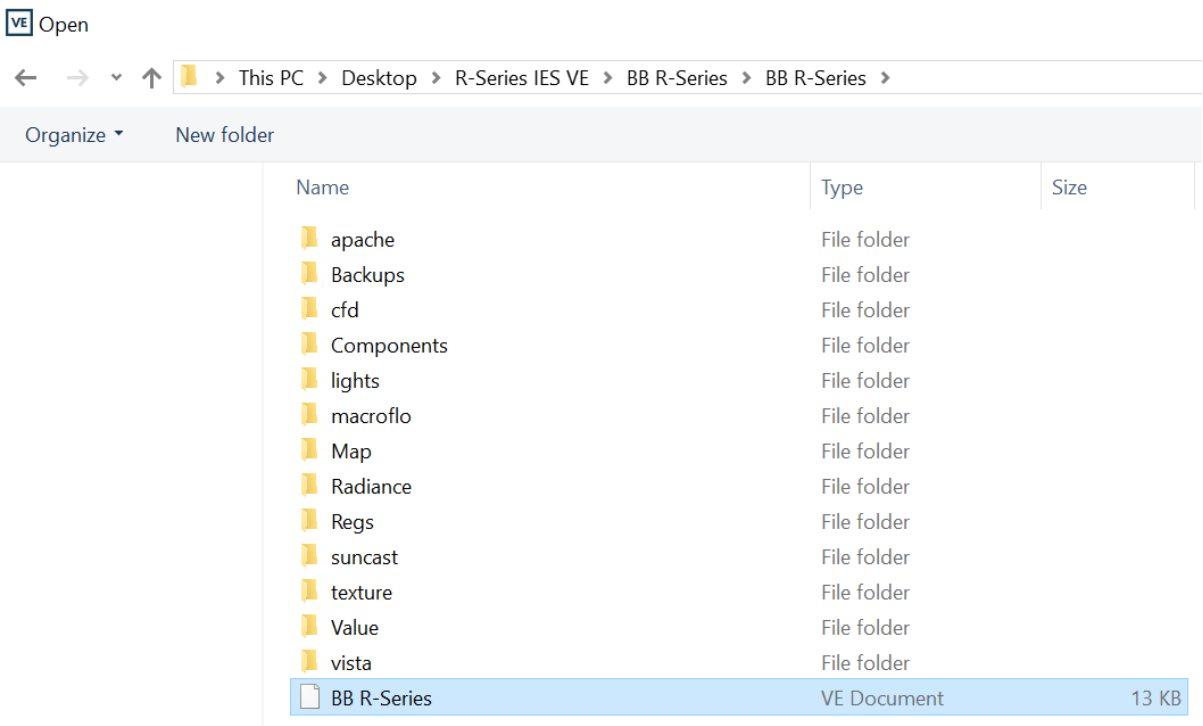 VE Open
This PC > Desktop > R-Series IES VE > BB R-Series > BB R-Series >
Organize New folder
Name Type Size
apache File folder
Backups File folder
cfd File folder
Components File folder
lights File folder
macroflo File folder
Map File folder
Radiance File folder
Regs File folder
suncast File folder
texture File folder
Value File folder
vista File folder
BB R-Series VE Document 13 KB